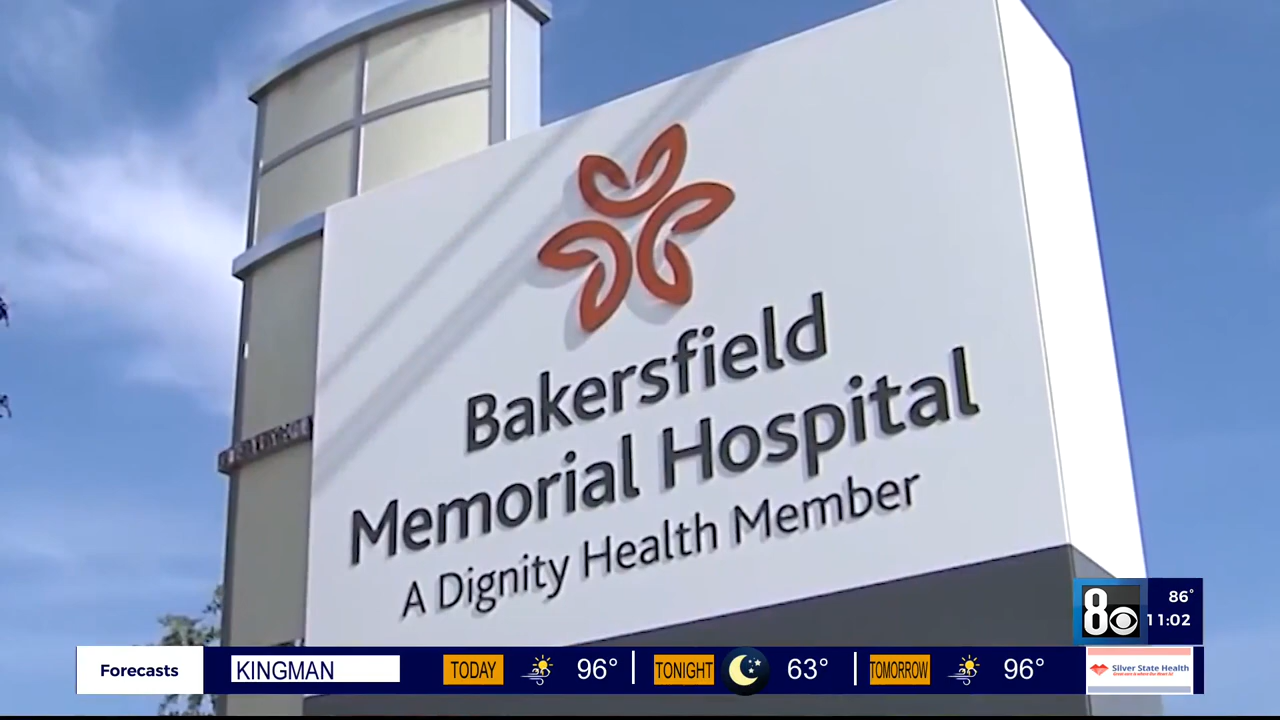 Bakersfield
Memorial Hospital
A Dignity Health Member
8
86°
11:02
Forecasts
KINGMAN
TODAY
96°
TONIGHT
63°
TOMORROW
96°
Silver State Health